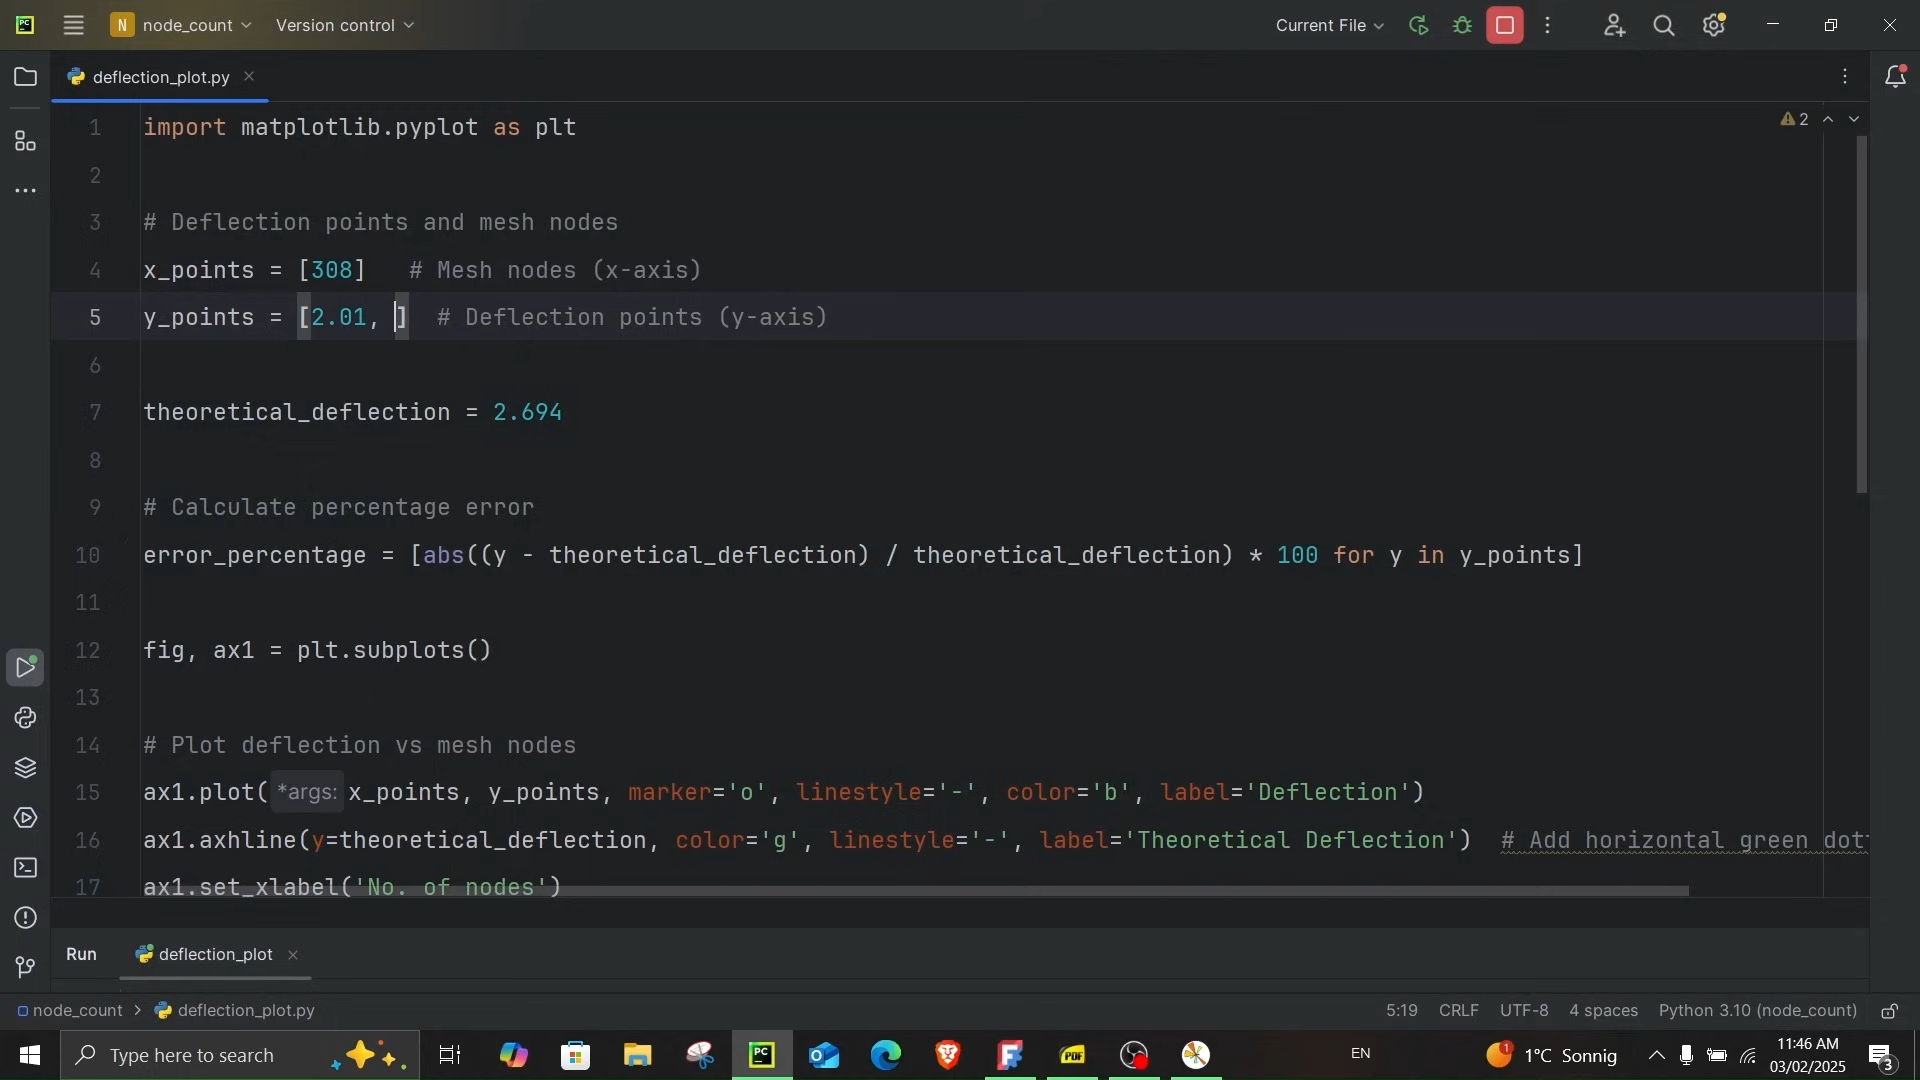 PC
N node_count Version control Current File
deflection_plot.py
1 import matplotlib.pyplot as plt
2
3 # Deflection points and mesh nodes
4 x_points = [308] # Mesh nodes (x-axis)
5 y_points = [2.01, ] # Deflection points (y-axis)
6
7 theoretical_deflection = 2.694
8
9 # Calculate percentage error
10 error_percentage = [abs((y - theoretical_deflection) / theoretical_deflection) * 100 for y in y_points]
11
12 fig, ax1 = plt.subplots()
13
14 # Plot deflection vs mesh nodes
15 ax1.plot( *args: x_points, y_points, marker='o', linestyle='-', color='b', label='Deflection')
16 ax1.axhline(y=theoretical_deflection, color='g', linestyle='-', label='Theoretical Deflection') # Add horizontal green dott
17 ax1.set_xlabel('No. of nodes')
2
Run deflection_plot
node_count > deflection_plot.py 5:19 CRLF UTF-8 4 spaces Python 3.10 (node_count)
Type here to search
PC
PDF
EN
1
1°C Sonnig
11:46 AM
03/02/2025
3